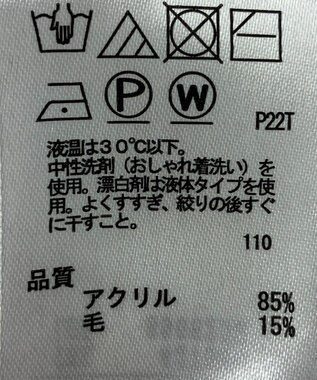 P W
P22T
液温は30℃以下。
中性洗剤（おしゃれ着洗い）を
使用。漂白剤は液体タイプを使
用。よくすすぎ、絞りの後すぐ
に干すこと。
110
品質
アクリル 85%
毛 15%